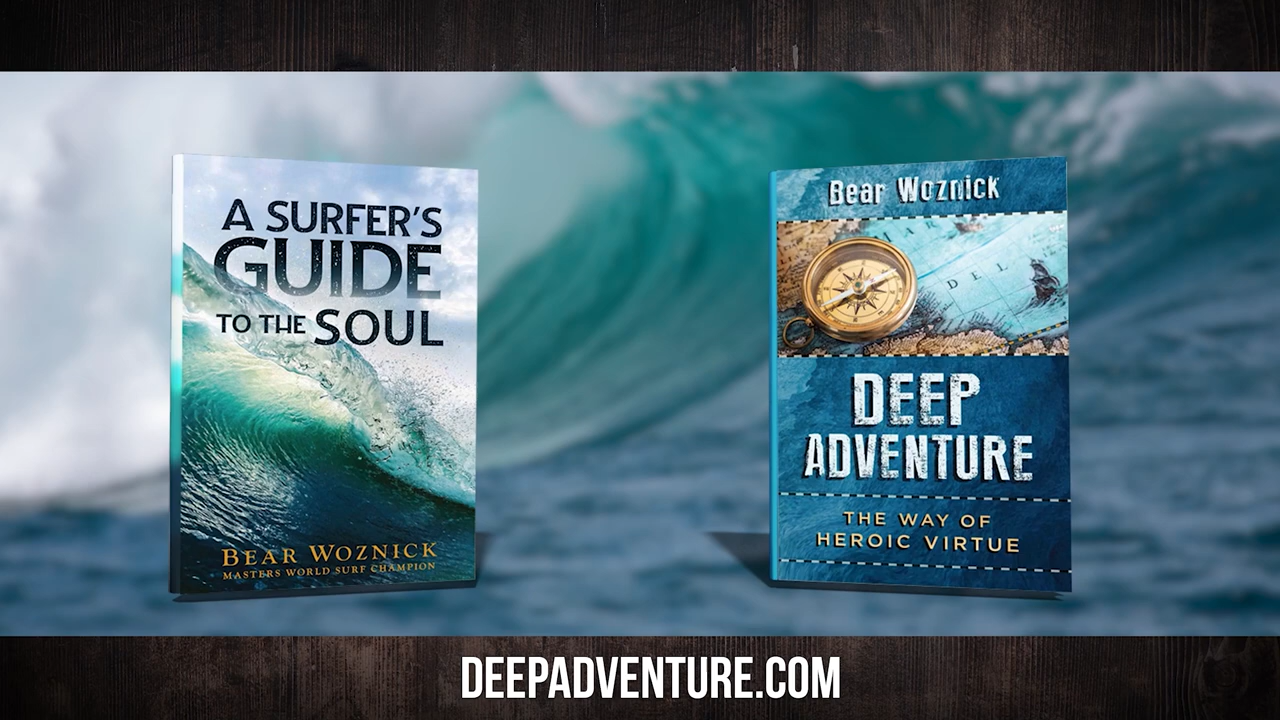 A SURFER'S
GUIDE
TO THE SOUL
BEAR WOZNICK
MASTERS WORLD SURF CHAMPION
Bear Woznick
DEL
DEEP
ADVENTURE
THE WAY OF
HEROIC VIRTUE
DEEPADVENTURE.COM